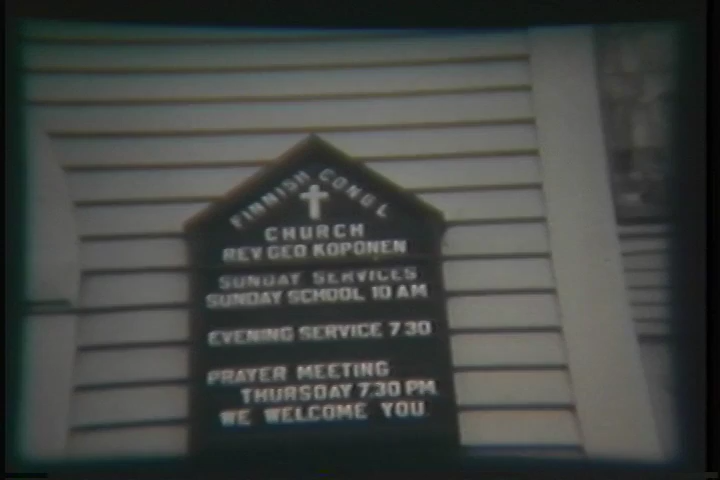 FINNISH CONG'L
CHURCH
REV GEO KOPONEN
SUNDAY SERVICES
SUNDAY SCHOOL 10 AM
EVENING SERVICE 7 30
PRAYER MEETING
THURSDAY 7.30 PM
WE WELCOME YOU